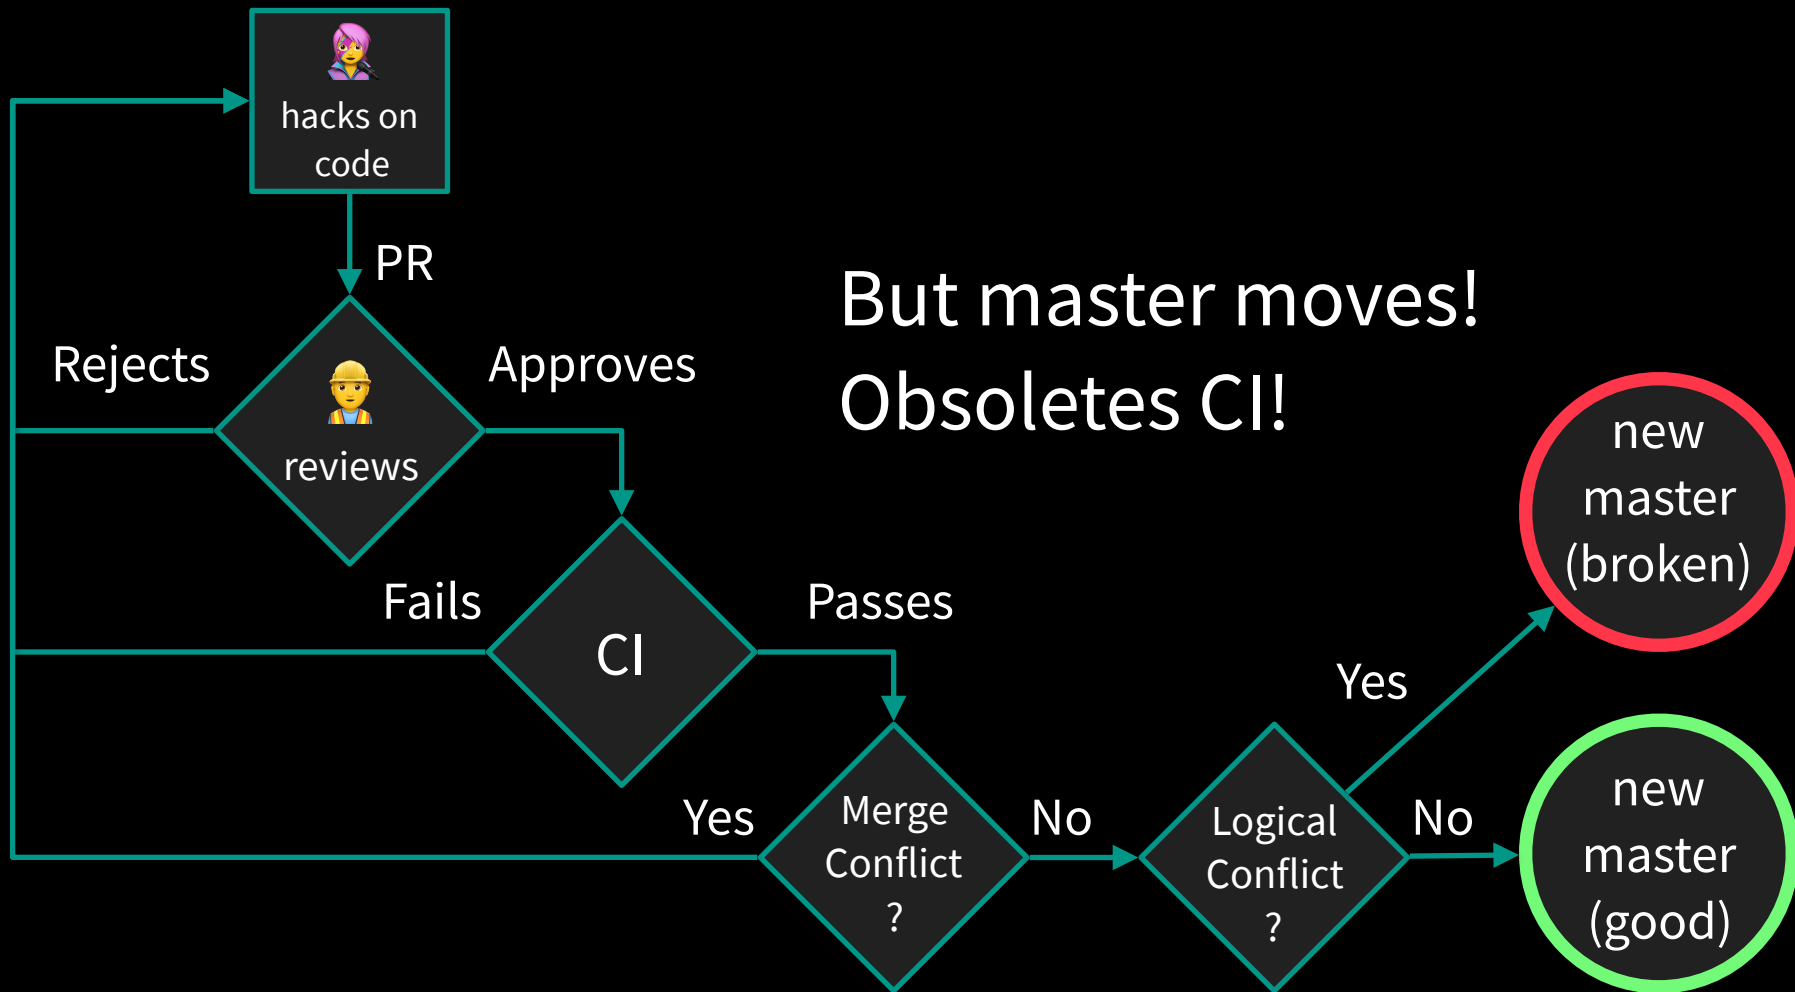 hacks on
code
PR
But master moves!
Obsoletes CI!
Rejects
Approves
reviews
new
master
(broken)
Fails
CI
Passes
Yes
Yes
Merge
Conflict
?
No
Logical
Conflict
?
No
new
master
(good)